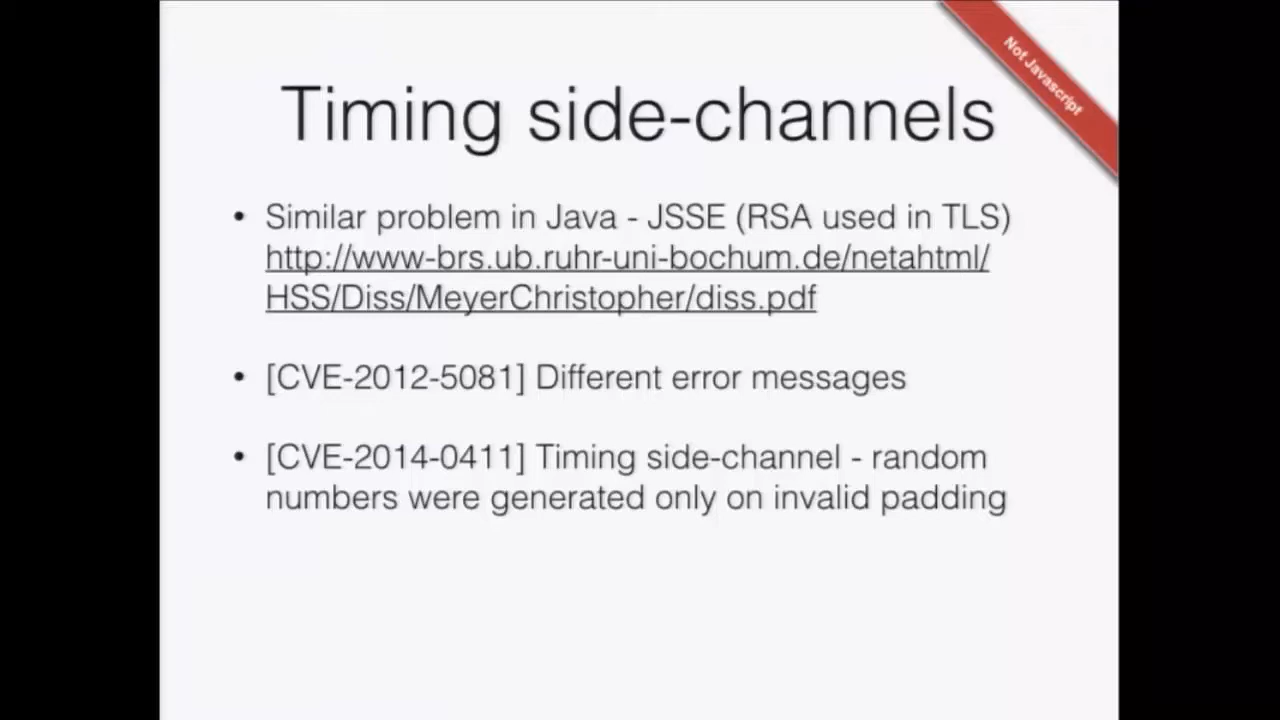 Not Javascript
Timing side-channels
• Similar problem in Java - JSSE (RSA used in TLS)
http://www-brs.ub.ruhr-uni-bochum.de/netahtml/
HSS/Diss/MeyerChristopher/diss.pdf
• [CVE-2012-5081] Different error messages
• [CVE-2014-0411] Timing side-channel - random
numbers were generated only on invalid padding